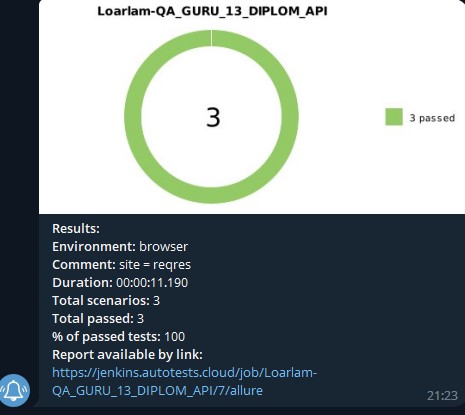 Loarlam-QA_GURU_13_DIPLOM_API
3
3 passed
Results:
Environment: browser
Comment: site = reqres
Duration: 00:00:11.190
Total scenarios: 3
Total passed: 3
% of passed tests: 100
Report available by link:
https://jenkins.autotests.cloud/job/Loarlam-
QA_GURU_13_DIPLOM_API/7/allure
21:23